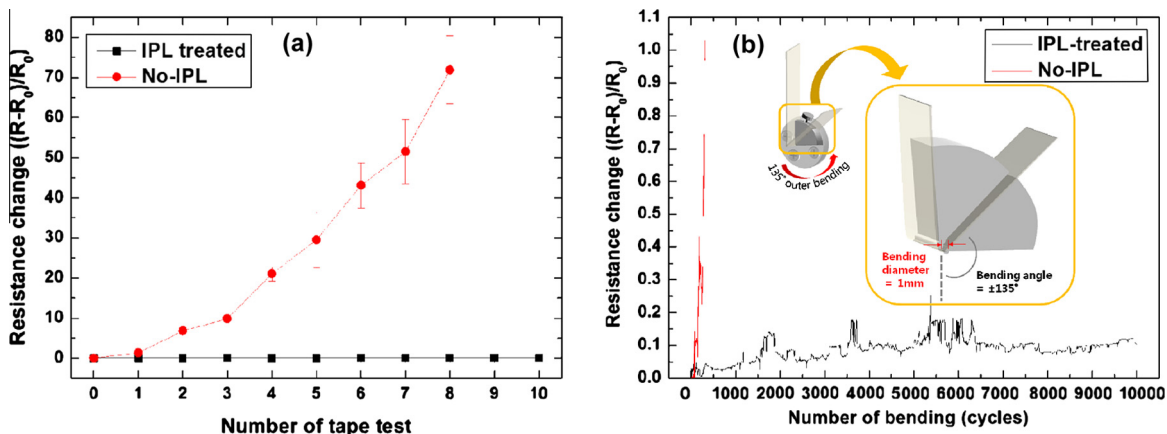 (a)
IPL treated
No-IPL
80
70
60
50
40
30
20
10
0
Resistance change ((R-R₀)/R₀)
0 1 2 3 4 5 6 7 8 9 10
Number of tape test
(b)
IPL-treated
No-IPL
1.1
1.0
0.9
0.8
0.7
0.6
0.5
0.4
0.3
0.2
0.1
0.0
Resistance change ((R-R₀)/R₀)
135° outer bending
Bending
diameter
= 1mm
Bending angle
= ±135°
0 1000 2000 3000 4000 5000 6000 7000 8000 9000 10000
Number of bending (cycles)